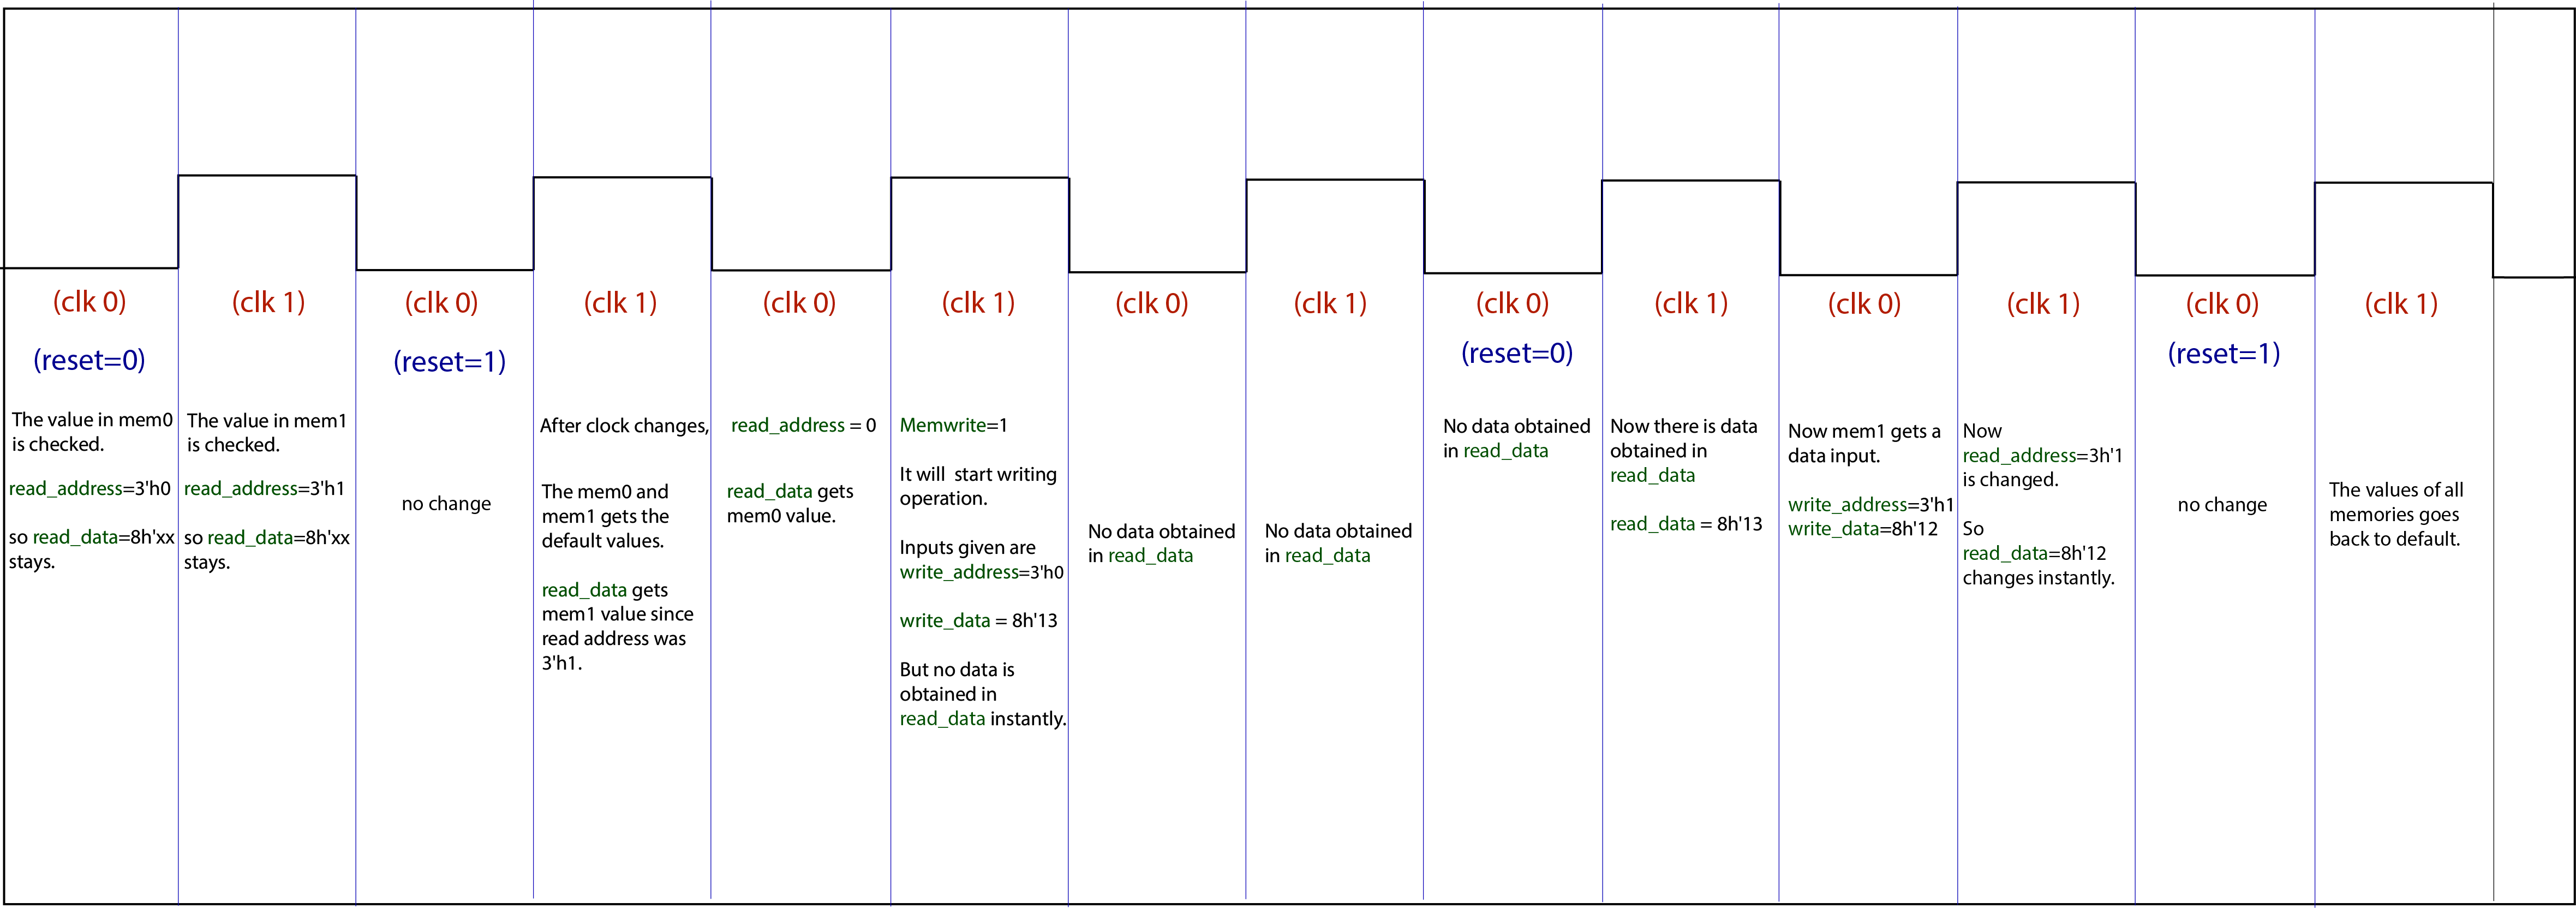 (clk 0)
(clk 1)
(clk 0)
(clk 1)
(clk 0)
(clk 1)
(clk 0)
(clk 1)
(clk 0)
(clk 1)
(clk 0)
(clk 1)
(clk 0)
(clk 1)
(reset=0)
(reset=1)
(reset=0)
(reset=1)
The value in mem0
is checked.
read_address=3'h0
so read_data=8h'xx
stays.
The value in mem1
is checked.
read_address=3'h1
so read_data=8h'xx
stays.
no change
After clock changes,
The mem0 and
mem1 gets the
default values.
read_data gets
mem1 value since
read address was
3'h1.
read_address = 0
read_data gets
mem0 value.
Memwrite=1
It will start writing
operation.
Inputs given are
write_address=3'h0
write_data = 8h'13
But no data is
obtained in
read_data instantly.
No data obtained
in read_data
No data obtained
in read_data
No data obtained
in read_data
Now there is data
obtained in
read_data
read_data = 8h'13
Now mem1 gets a
data input.
write_address=3'h1
write_data=8h'12
Now
read_address=3h'1
is changed.
So
read_data=8h'12
changes instantly.
no change
The values of all
memories goes
back to default.